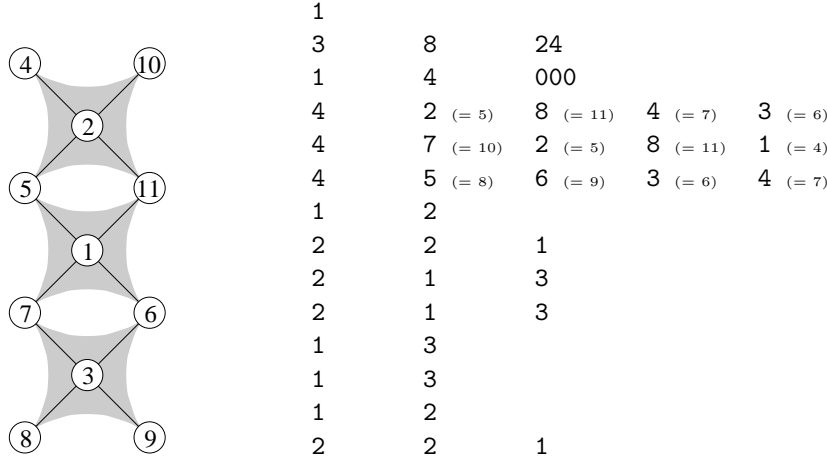 4 10
2
5 11
1
7 6
3
8 9
1
3 8 24
1 4 000
4 2 (= 5) 8 (= 11) 4 (= 7) 3 (= 6)
4 7 (= 10) 2 (= 5) 8 (= 11) 1 (= 4)
4 5 (= 8) 6 (= 9) 3 (= 6) 4 (= 7)
1 2
2 2 1
2 1 3
2 1 3
1 3
1 3
1 2
2 2 1